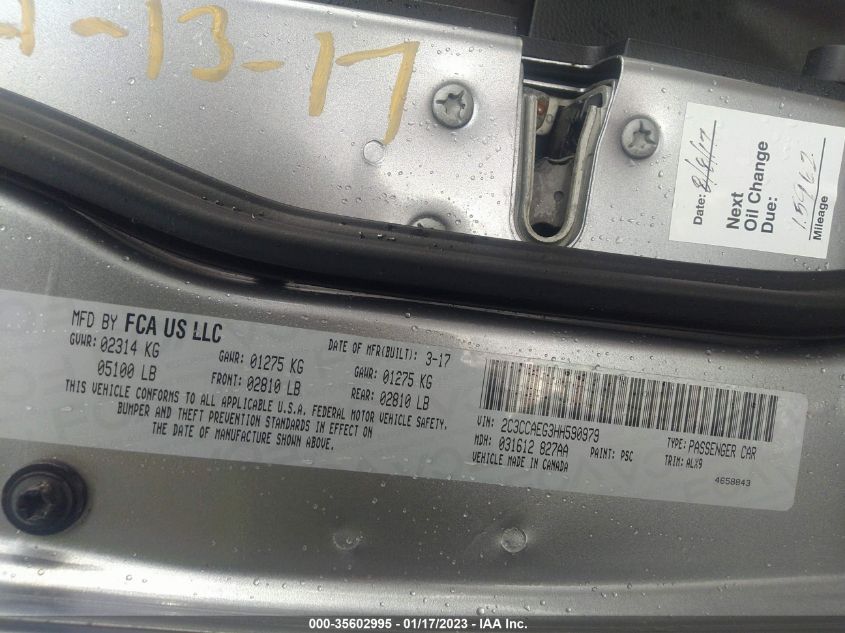 -13-17
Date: 8/8/17
Next
Oil Change
Due:
15962
Mileage
MFD BY FCA US LLC
DATE OF MFR(BUILT): 3-17
GVWR: 02314 KG
GAWR: 01275 KG
GAWR: 01275 KG
05100 LB
FRONT: 02810 LB
REAR: 02810 LB
THIS VEHICLE CONFORMS TO ALL APPLICABLE U.S.A. FEDERAL MOTOR VEHICLE SAFETY,
BUMPER AND THEFT PREVENTION STANDARDS IN EFFECT ON
THE DATE OF MANUFACTURE SHOWN ABOVE.
VIN: 2C3CCAEG3HH590979
TYPE: PASSENGER CAR
MDH: 031612 827AA
PAINT: PSC
TRIM: ALX9
VEHICLE MADE IN CANADA
4658843
000-35602995 - 01/17/2023 - IAA Inc.